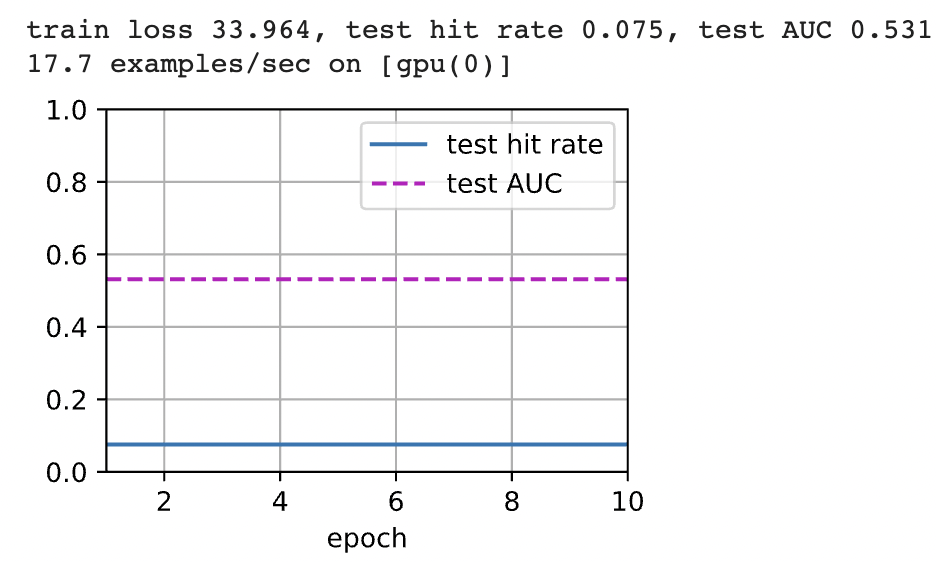 train loss 33.964, test hit rate 0.075, test AUC 0.531
17.7 examples/sec on [gpu(0)]
1.0
test hit rate
0.8
test AUC
0.6
0.4
0.2
0.0
2 4 6 8 10
epoch